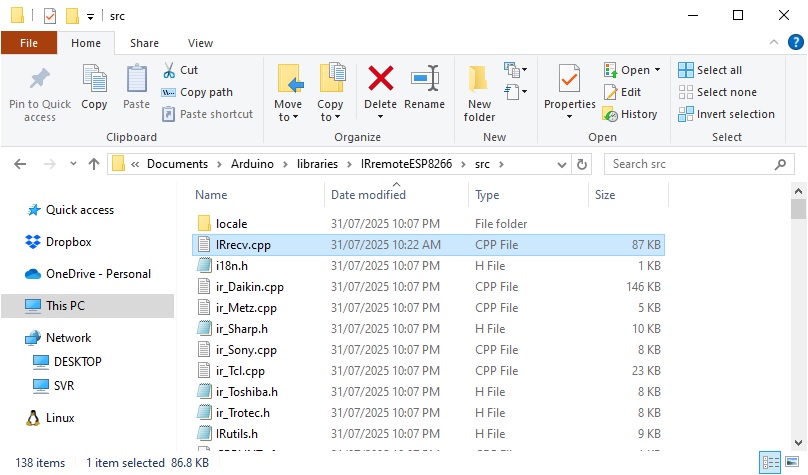 src
File
Home
Share
View
Pin to Quick access
Copy
Paste
Cut
Copy path
Paste shortcut
Clipboard
Move to
Copy to
Delete
Rename
Organize
New folder
New
Properties
Open
Edit
History
Open
Select all
Select none
Invert selection
Select
« Documents > Arduino > libraries > IRremoteESP8266 > src >
Search src
Quick access
Dropbox
OneDrive - Personal
This PC
Network
DESKTOP
SVR
Linux
Name Date modified Type Size
locale 31/07/2025 10:07 PM File folder
IRrecv.cpp 31/07/2025 10:22 AM CPP File 87 KB
i18n.h 31/07/2025 10:07 PM H File 1 KB
ir_Daikin.cpp 31/07/2025 10:07 PM CPP File 146 KB
ir_Metz.cpp 31/07/2025 10:07 PM CPP File 5 KB
ir_Sharp.h 31/07/2025 10:07 PM H File 10 KB
ir_Sony.cpp 31/07/2025 10:07 PM CPP File 8 KB
ir_Tcl.cpp 31/07/2025 10:07 PM CPP File 23 KB
ir_Toshiba.h 31/07/2025 10:07 PM H File 8 KB
ir_Trotec.h 31/07/2025 10:07 PM H File 8 KB
IRutils.h 31/07/2025 10:07 PM H File 9 KB
138 items 1 item selected 86.8 KB